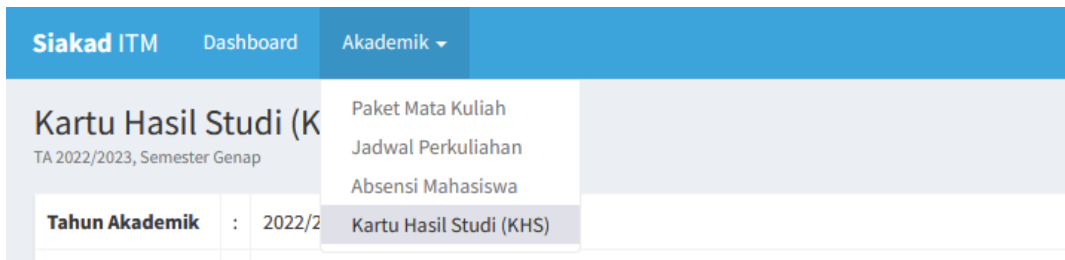 Siakad ITM Dashboard Akademik
Kartu Hasil Studi (K
TA 2022/2023, Semester Genap
Tahun Akademik : 2022/2
Paket Mata Kuliah
Jadwal Perkuliahan
Absensi Mahasiswa
Kartu Hasil Studi (KHS)